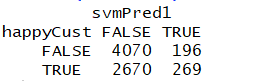 svmPred1
happyCust FALSE TRUE
FALSE 4070 196
TRUE 2670 269